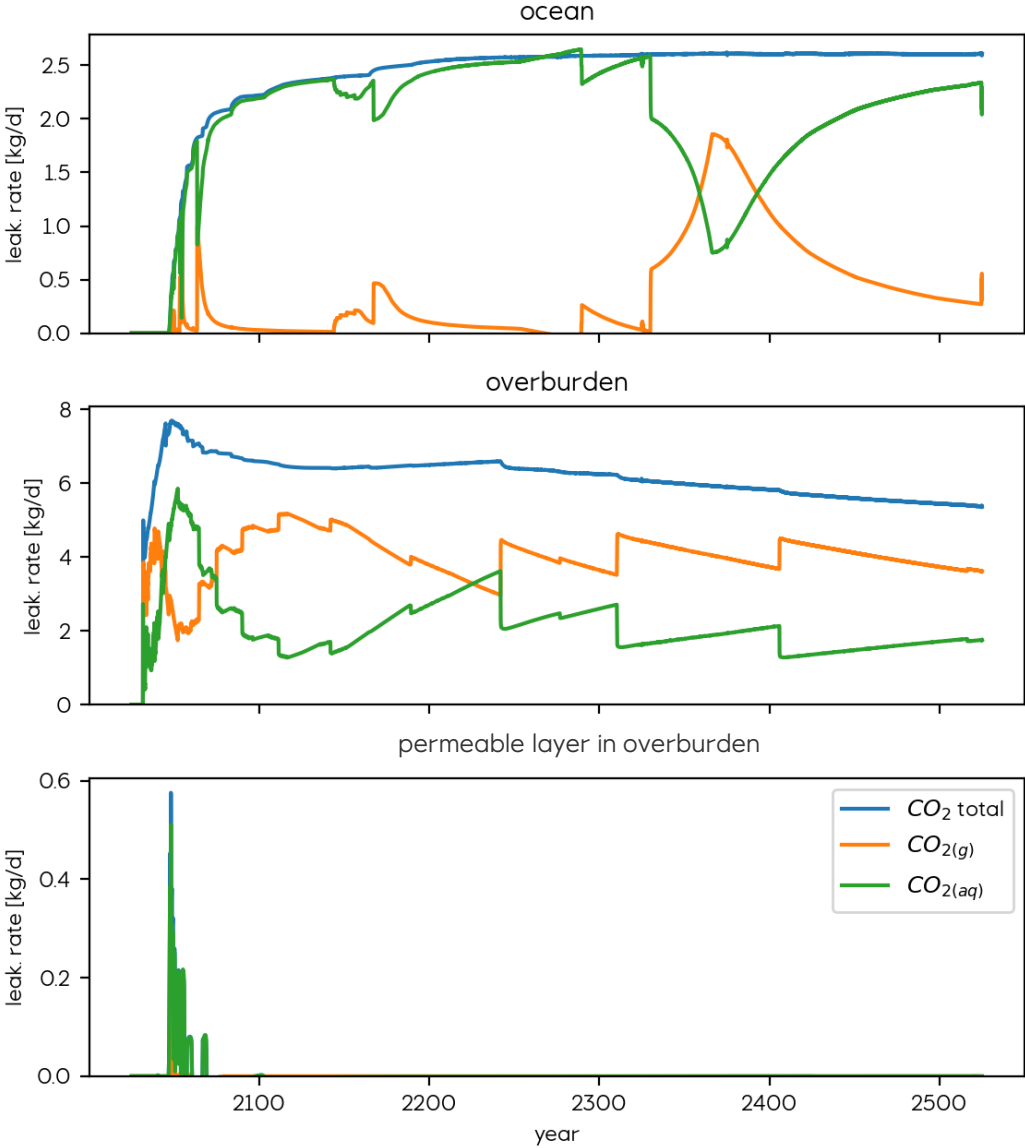 ocean
leak. rate [kg/d]
2.5
2.0
1.5
1.0
0.5
0.0
overburden
leak. rate [kg/d]
8
6
4
2
0
permeable layer in overburden
leak. rate [kg/d]
0.6
0.4
0.2
0.0
CO₂ total
CO₂₍g₎
CO₂₍aq₎
2100 2200 2300 2400 2500
year